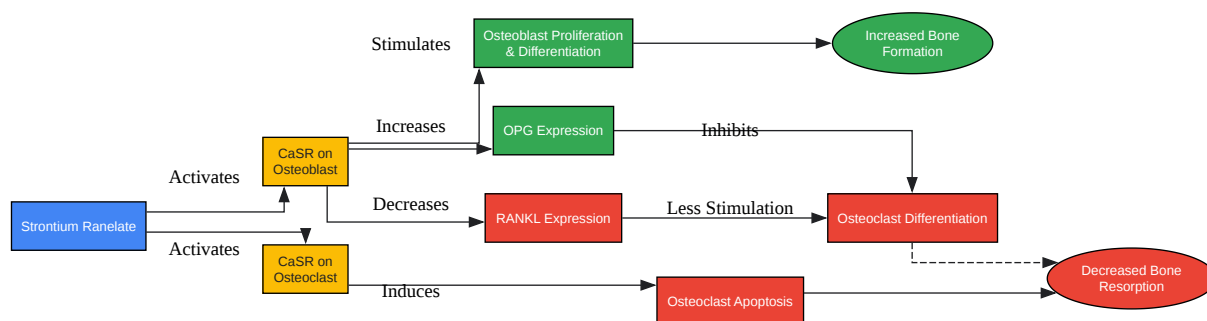 Stimulates
Osteoblast Proliferation
& Differentiation
Increased Bone
Formation
Increases
OPG Expression
Inhibits
CaSR on
Osteoblast
Activates
Decreases
RANKL Expression
Less Stimulation
Osteoclast Differentiation
Strontium Ranelate
Activates
CaSR on
Osteoclast
Induces
Osteoclast Apoptosis
Decreased Bone
Resorption